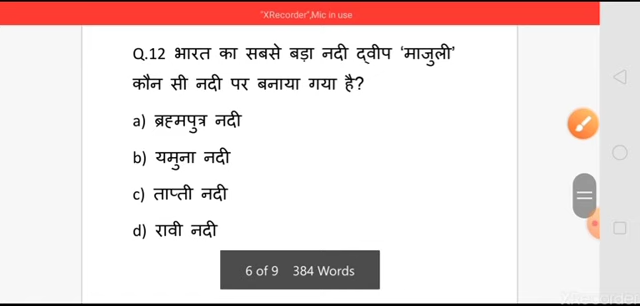 "XRecorder",Mic in use
Q.12 भारत का सबसे बड़ा नदी द्वीप ‘माजुली’
कौन सी नदी पर बनाया गया है?
a) ब्रह्मपुत्र नदी
b) यमुना नदी
c) ताप्ती नदी
d) रावी नदी
6 of 9 384 Words
XRecorder